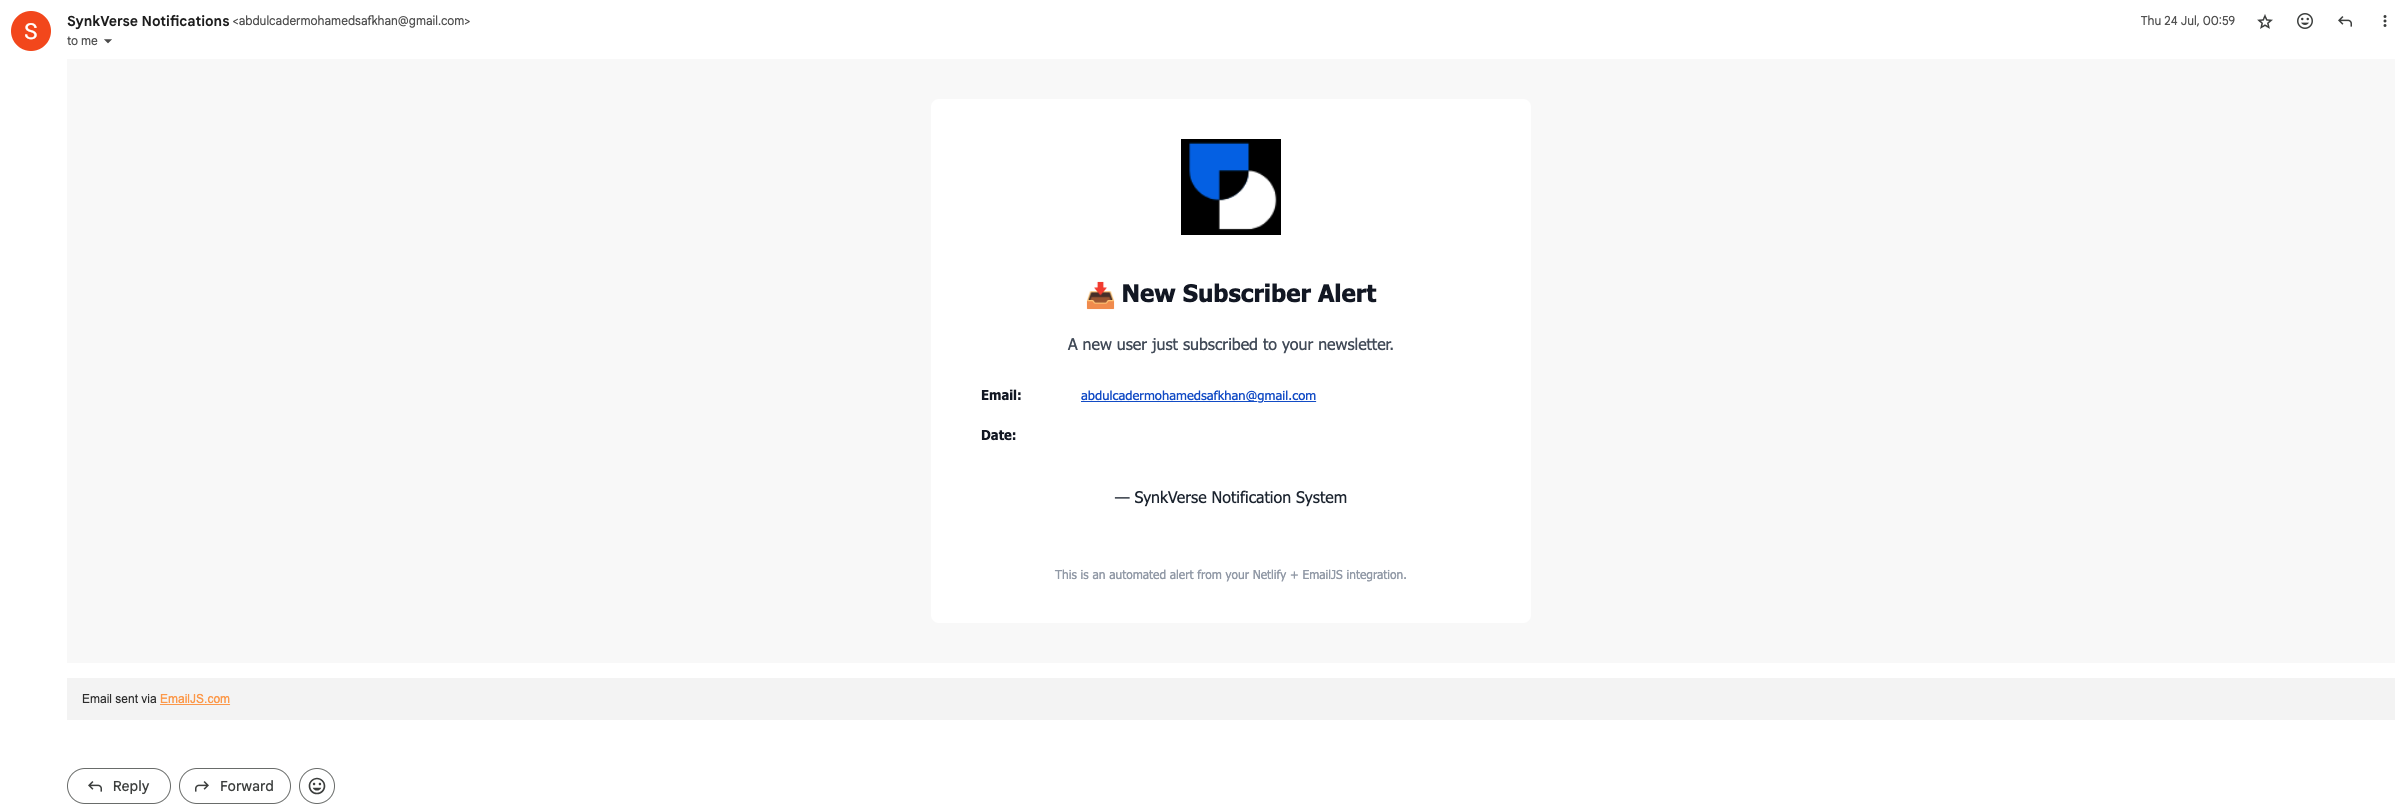 SynkVerse Notifications <abdulcadermohamedsafkhan@gmail.com>
Thu 24 Jul, 00:59
S
to me
New Subscriber Alert
A new user just subscribed to your newsletter.
Email: abdulcadermohamedsafkhan@gmail.com
Date:
— SynkVerse Notification System
This is an automated alert from your Netlify + EmailJS integration.
Email sent via EmailJS.com
Reply
Forward